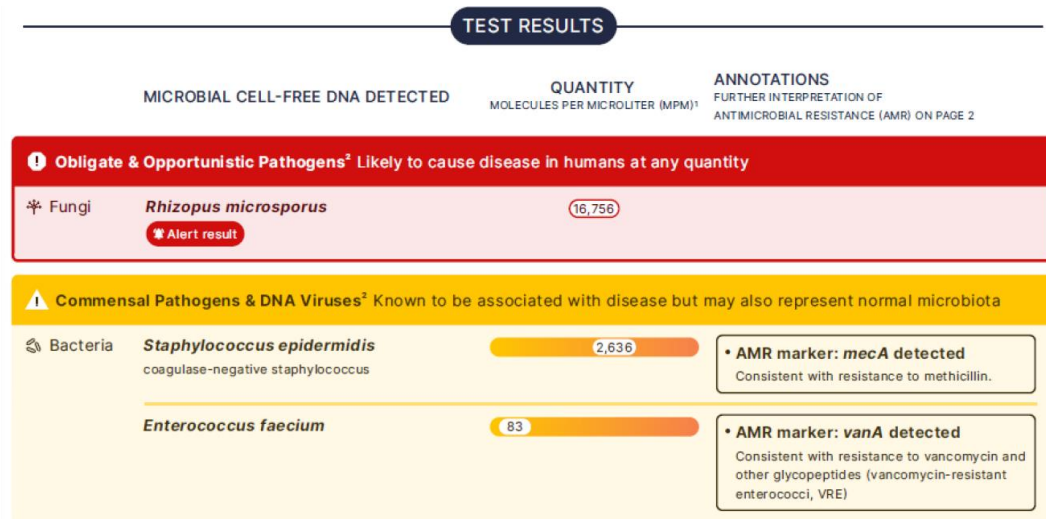 TEST RESULTS
MICROBIAL CELL-FREE DNA DETECTED
QUANTITY
MOLECULES PER MICROLITER (MPM)¹
ANNOTATIONS
FURTHER INTERPRETATION OF
ANTIMICROBIAL RESISTANCE (AMR) ON PAGE 2
Obligate & Opportunistic Pathogens² Likely to cause disease in humans at any quantity
Fungi
Rhizopus microsporus
16,756
Alert result
Commensal Pathogens & DNA Viruses² Known to be associated with disease but may also represent normal microbiota
Bacteria
Staphylococcus epidermidis
coagulase-negative staphylococcus
2,636
• AMR marker: mecA detected
Consistent with resistance to methicillin.
Enterococcus faecium
83
• AMR marker: vanA detected
Consistent with resistance to vancomycin and
other glycopeptides (vancomycin-resistant
enterococci, VRE)